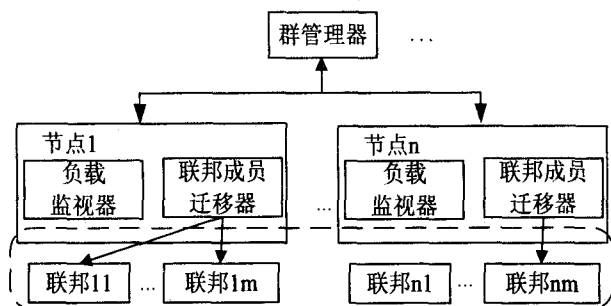 群管理器 ...
节点1
负载
监视器
联邦成员
迁移器
...
节点n
负载
监视器
联邦成员
迁移器
联邦11 ... 联邦1m
联邦n1 ... 联邦nm